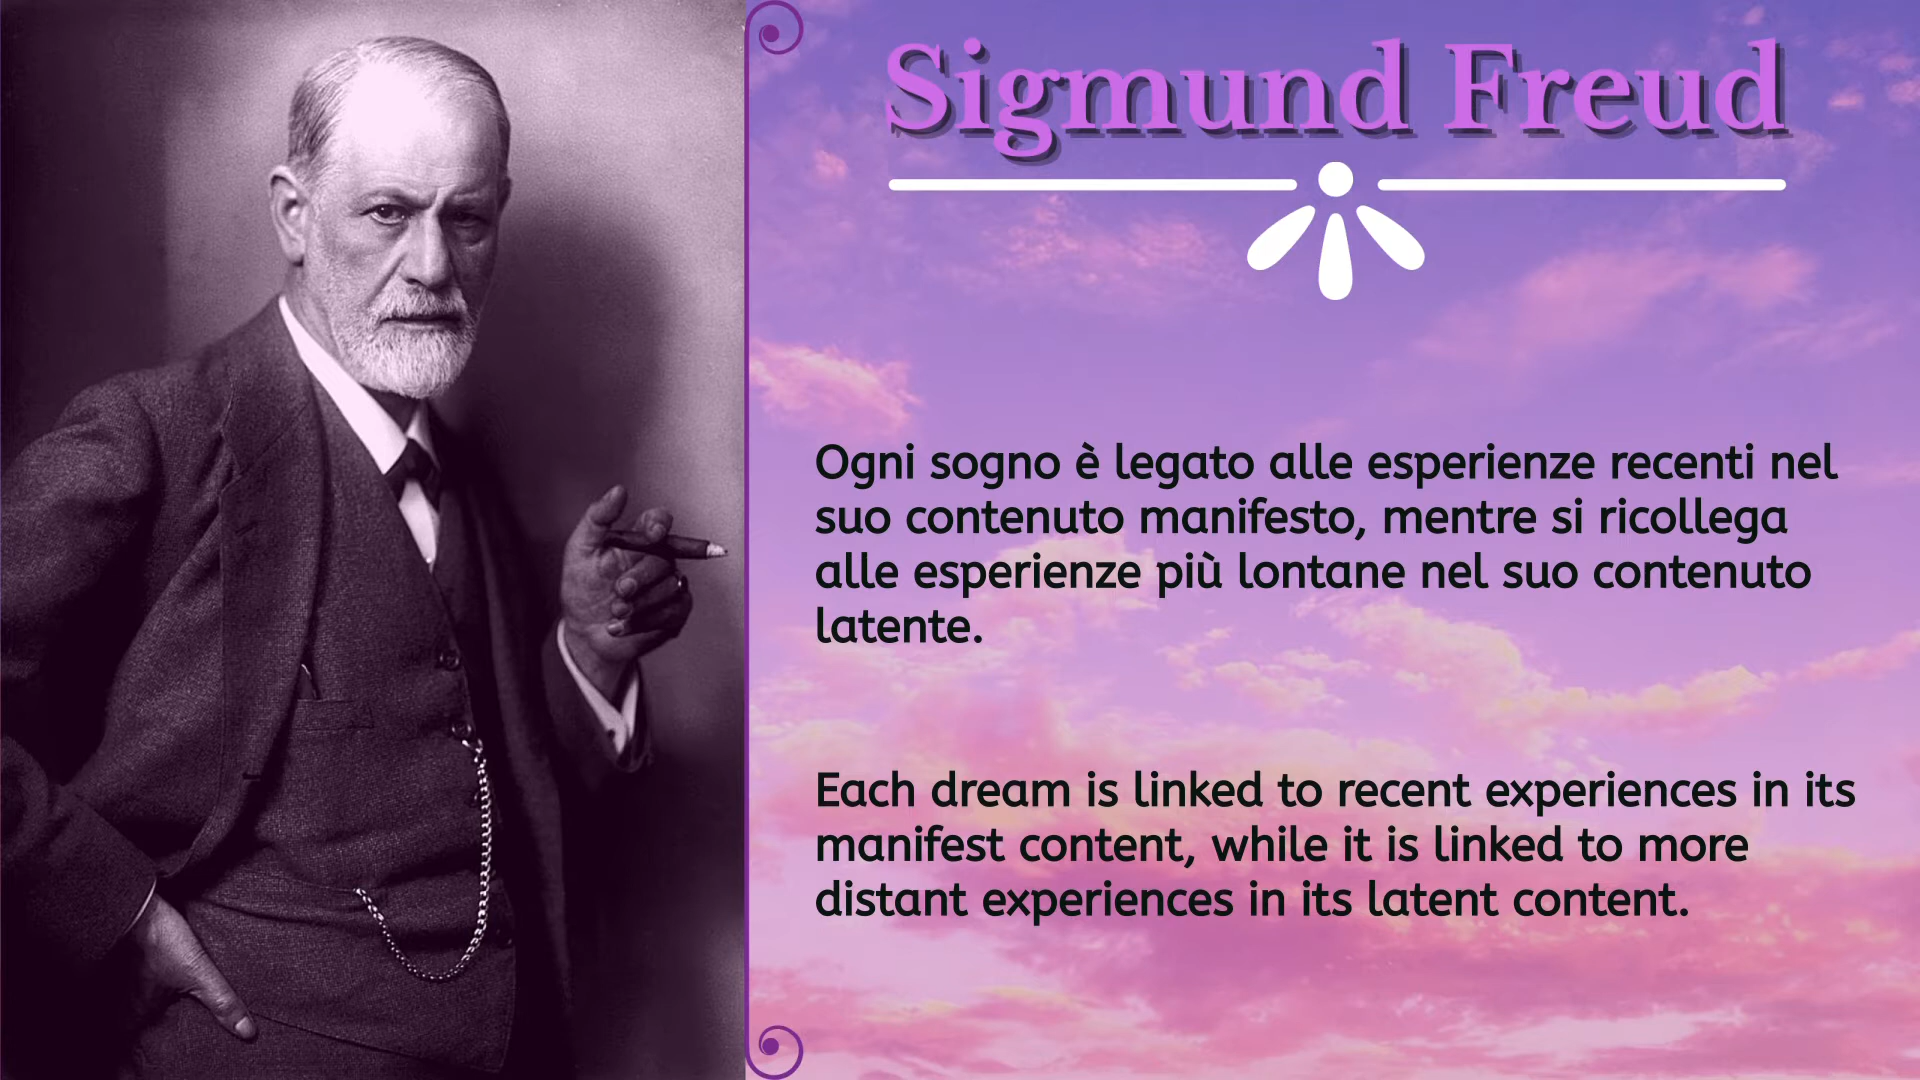 Sigmund Freud
Ogni sogno è legato alle esperienze recenti nel
suo contenuto manifesto, mentre si ricollega
alle esperienze più lontane nel suo contenuto
latente.
Each dream is linked to recent experiences in its
manifest content, while it is linked to more
distant experiences in its latent content.